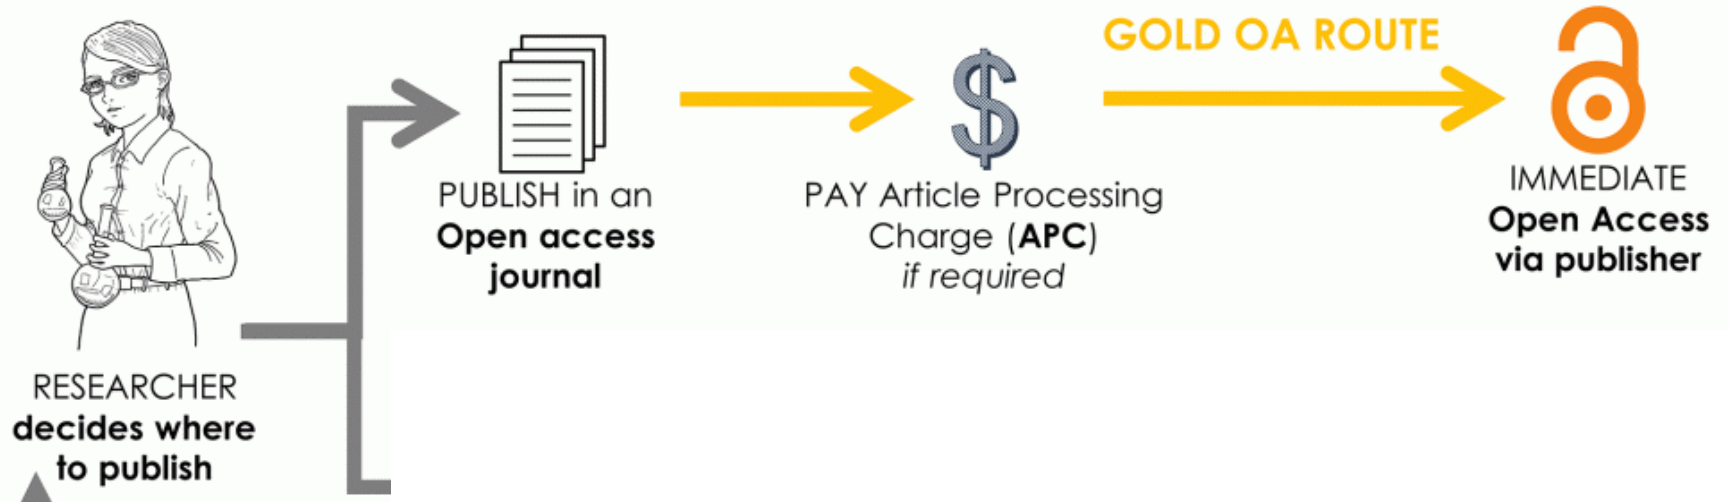 GOLD OA ROUTE
PUBLISH in an
Open access
journal
PAY Article Processing
Charge (APC)
if required
IMMEDIATE
Open Access
via publisher
RESEARCHER
decides where
to publish